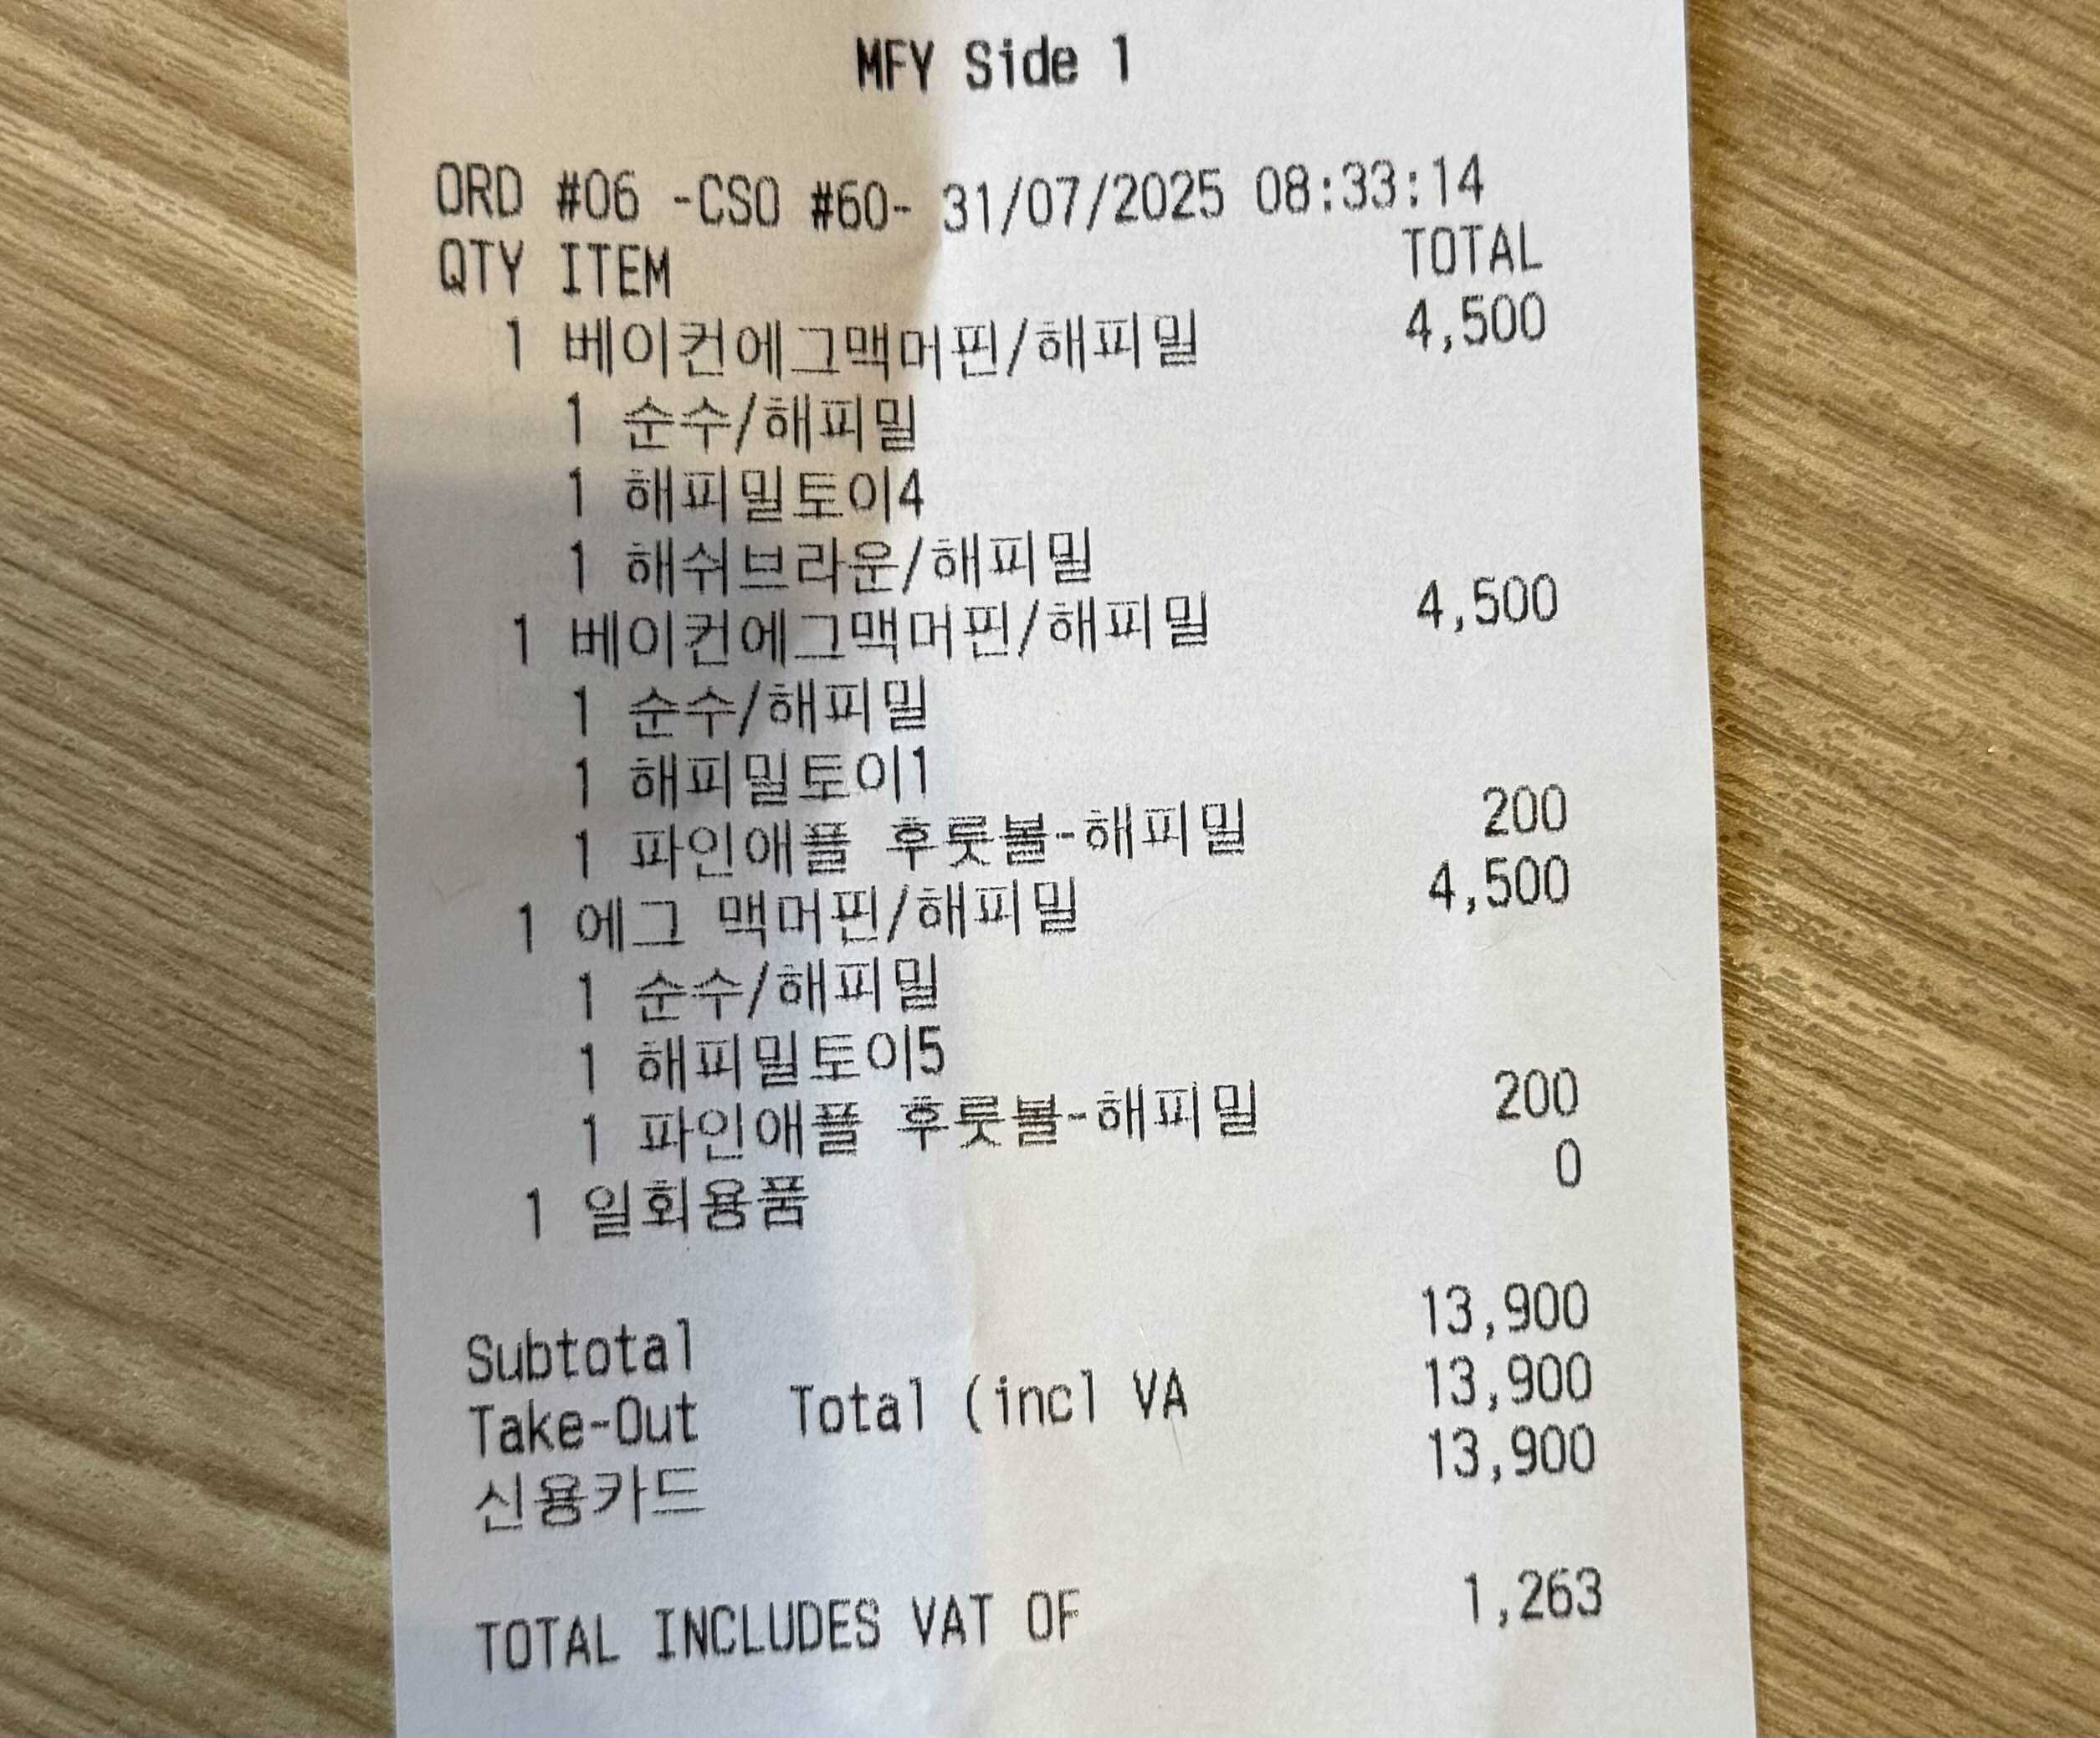 MFY Side 1
ORD #06 -CSO #60- 31/07/2025 08:33:14
QTY ITEM TOTAL
1 베이컨에그맥머핀/해피밀 4,500
1 순수/해피밀
1 해피밀토이4
1 해쉬브라운/해피밀
1 베이컨에그맥머핀/해피밀 4,500
1 순수/해피밀
1 해피밀토이1
1 파인애플 후룻볼-해피밀 200
1 에그 맥머핀/해피밀 4,500
1 순수/해피밀
1 해피밀토이5
1 파인애플 후룻볼-해피밀 200
1 일회용품 0
Subtotal 13,900
Take-Out Total (incl VA 13,900
신용카드 13,900
TOTAL INCLUDES VAT OF 1,263